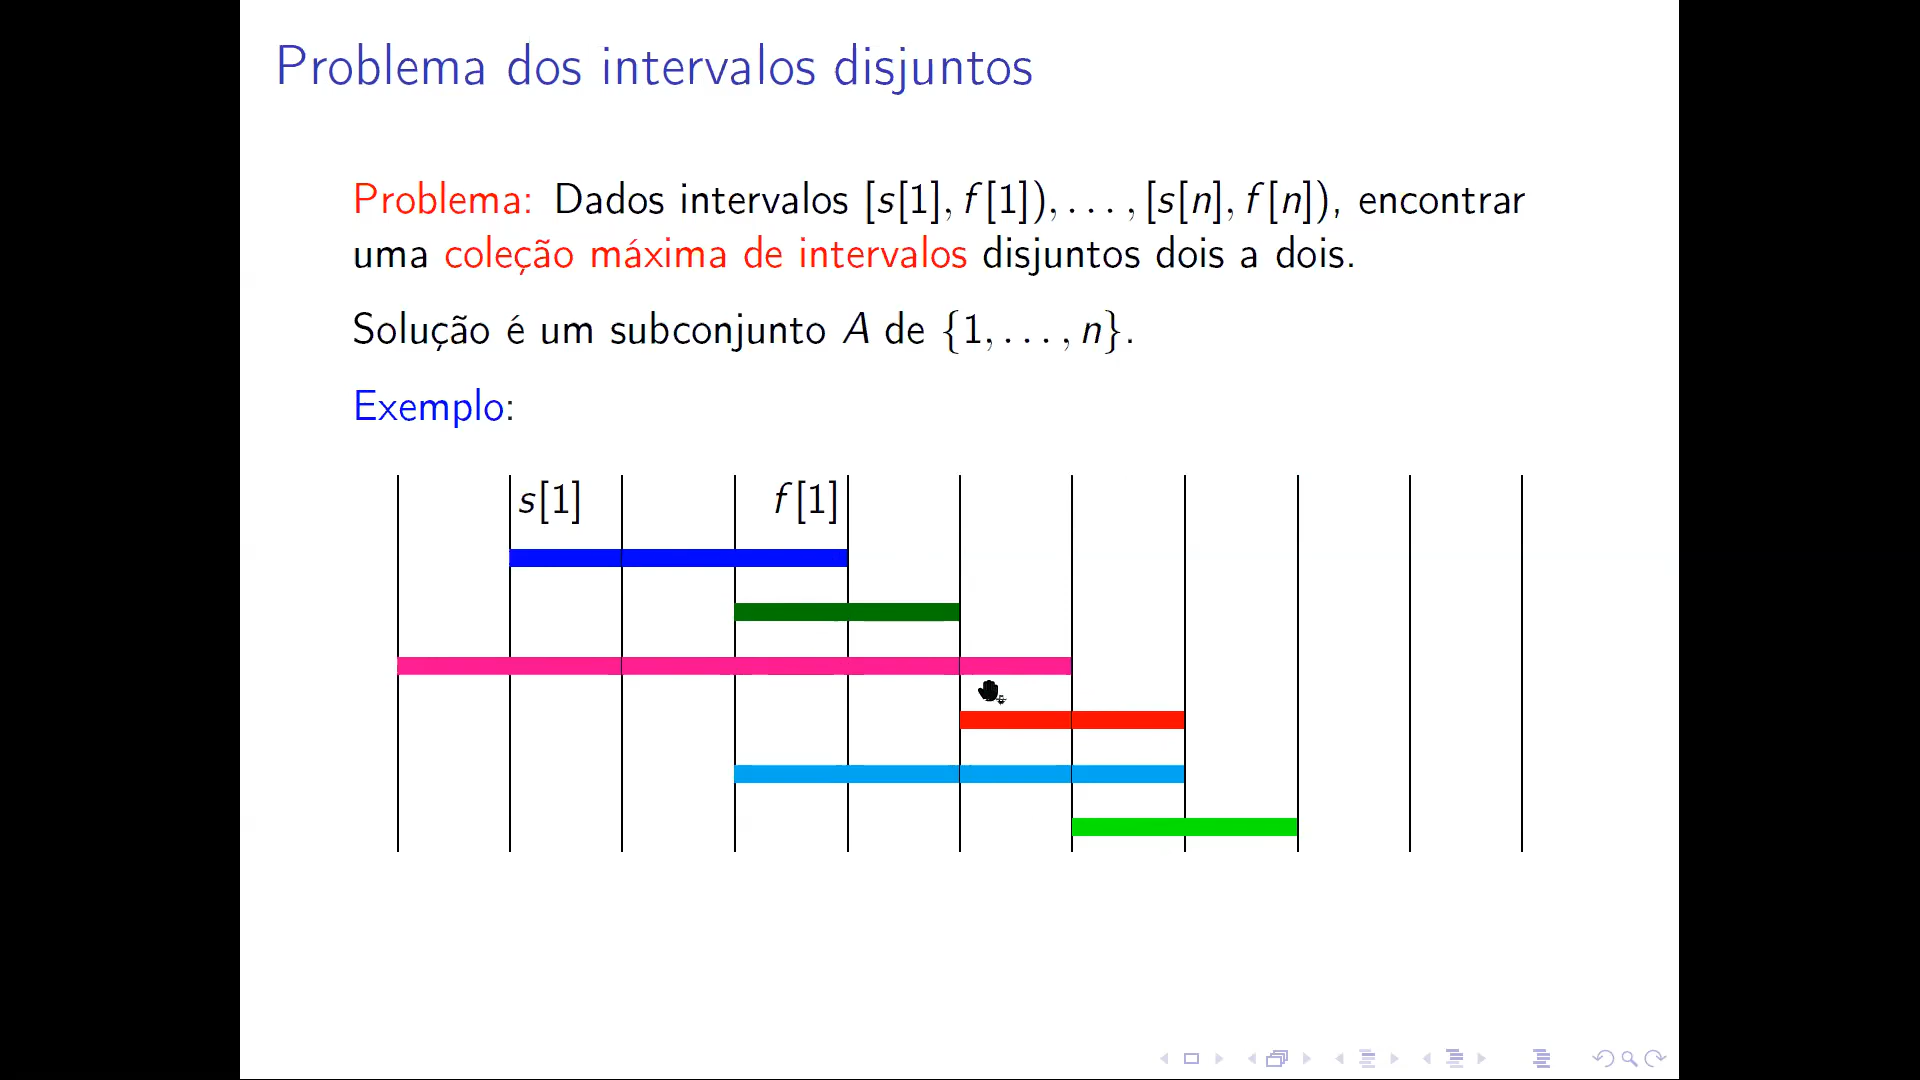 Problema dos intervalos disjuntos
Problema: Dados intervalos [s[1], f[1]), . . . , [s[n], f[n]), encontrar
uma coleção máxima de intervalos disjuntos dois a dois.
Solução é um subconjunto A de {1, . . . , n}.
Exemplo:
s[1] f[1]